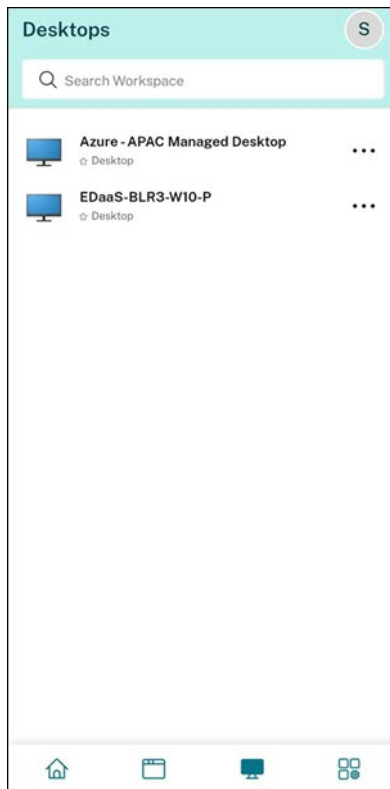 Desktops
S
Search Workspace
Azure - APAC Managed Desktop
Desktop
EDaaS-BLR3-W10-P
Desktop